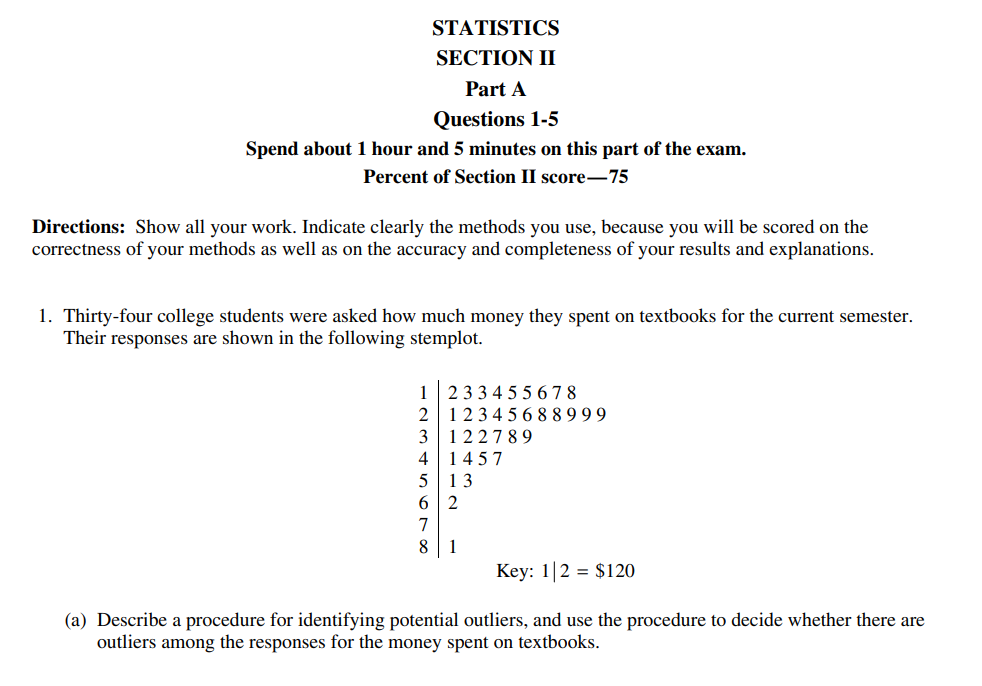 STATISTICS
SECTION II
Part A
Questions 1-5
Spend about 1 hour and 5 minutes on this part of the exam.
Percent of Section II score—75
Directions: Show all your work. Indicate clearly the methods you use, because you will be scored on the
correctness of your methods as well as on the accuracy and completeness of your results and explanations.
1. Thirty-four college students were asked how much money they spent on textbooks for the current semester.
Their responses are shown in the following stemplot.
1 | 2 3 3 4 5 5 6 7 8
2 | 1 2 3 4 5 6 8 8 9 9 9
3 | 1 2 2 7 8 9
4 | 1 4 5 7
5 | 1 3
6 | 2
7 |
8 | 1
Key: 1|2 = $120
(a) Describe a procedure for identifying potential outliers, and use the procedure to decide whether there are
outliers among the responses for the money spent on textbooks.